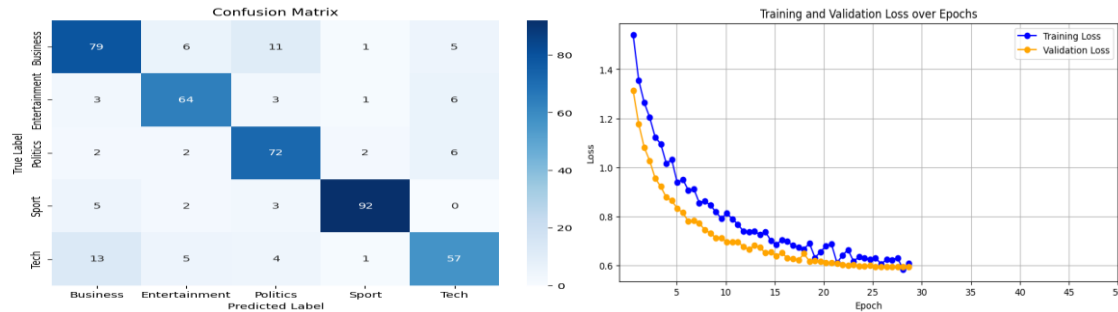 Confusion Matrix
True Label
Business
Entertainment
Politics
Sport
Tech
79 6 11 1 5
3 64 3 1 6
2 2 72 2 6
5 2 3 92 0
13 5 4 1 57
Business Entertainment Politics Sport Tech
Predicted Label
80
60
40
20
0
Training and Validation Loss over Epochs
Training Loss
Validation Loss
Loss
1.4
1.2
1.0
0.8
0.6
5 10 15 20 25 30 35 40 45 50
Epoch